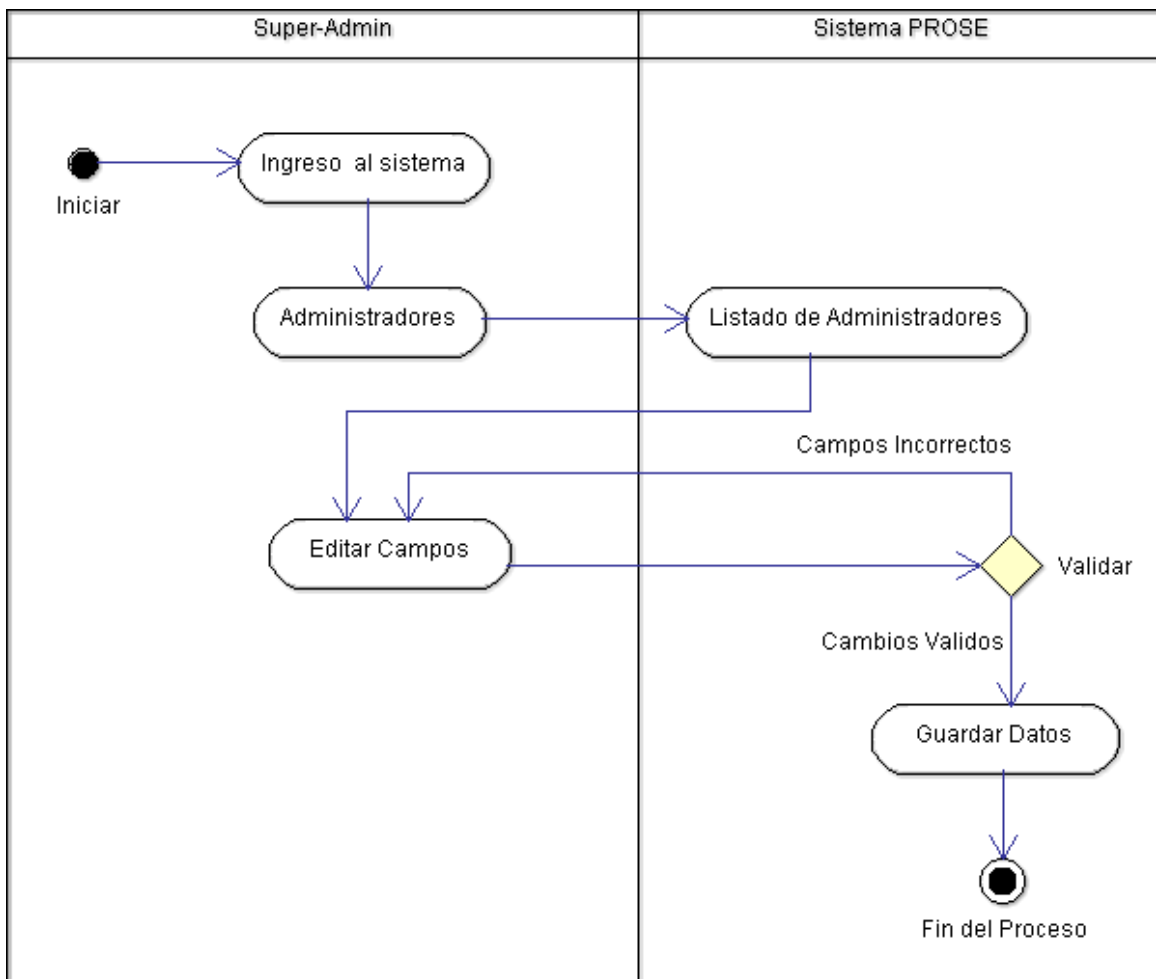 Super-Admin
Sistema PROSE
Ingreso al sistema
Iniciar
Administradores
Listado de Administradores
Campos Incorrectos
Editar Campos
Validar
Cambios Validos
Guardar Datos
Fin del Proceso